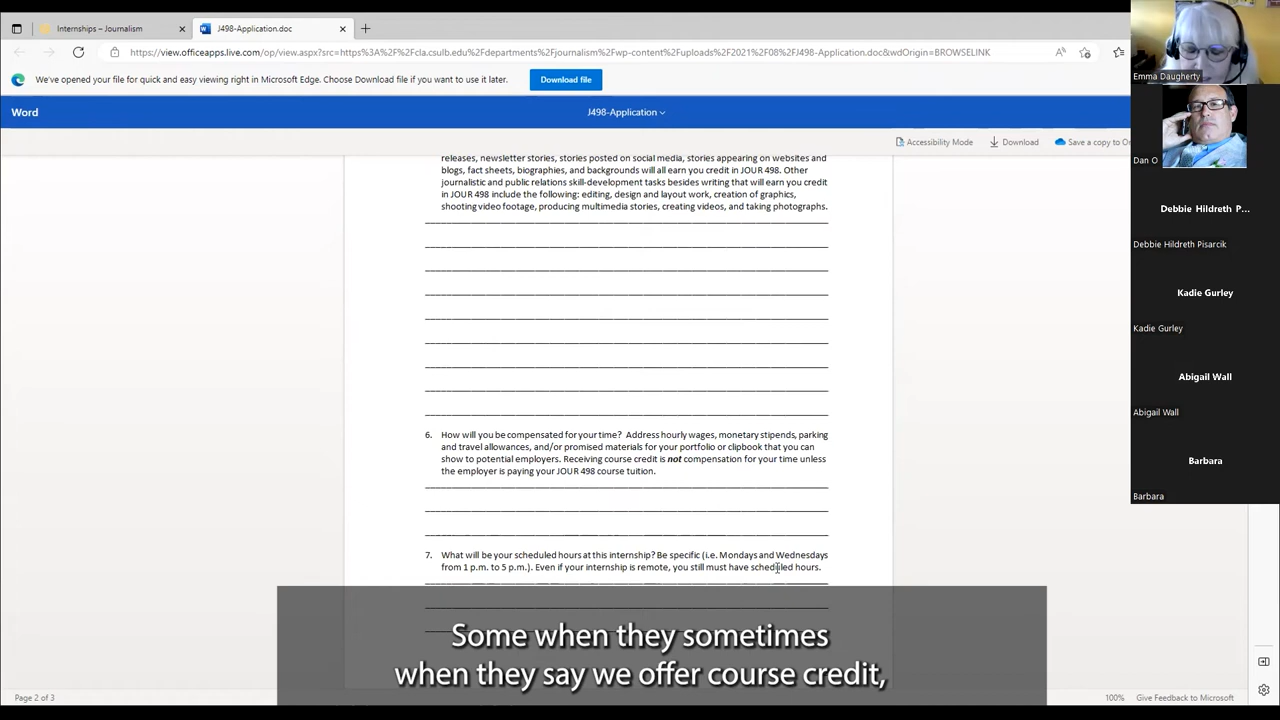 Internships – Journalism
J498-Application.doc
https://view.officeapps.live.com/op/view.aspx?src=https%3A%2F%2Fcla.csulb.edu%2Fdepartments%2Fjournalism%2Fwp-content%2Fuploads%2F2021%2F08%2FJ498-Application.doc&wdOrigin=BROWSELINK
We've opened your file for quick and easy viewing right in Microsoft Edge. Choose Download file if you want to use it later.
Download file
Word
J498-Application
Accessibility Mode
Download
Save a copy to On
releases, newsletter stories, stories posted on social media, stories appearing on websites and
blogs, fact sheets, biographies, and backgrounds will all earn you credit in JOUR 498. Other
journalistic and public relations skill-development tasks besides writing that will earn you credit
in JOUR 498 include the following: editing, design and layout work, creation of graphics,
shooting video footage, producing multimedia stories, creating videos, and taking photographs.
6. How will you be compensated for your time? Address hourly wages, monetary stipends, parking
and travel allowances, and/or promised materials for your portfolio or clipbook that you can
show to potential employers. Receiving course credit is not compensation for your time unless
the employer is paying your JOUR 498 course tuition.
7. What will be your scheduled hours at this internship? Be specific (i.e. Mondays and Wednesdays
from 1 p.m. to 5 p.m.). Even if your internship is remote, you still must have scheduled hours.
Some when they sometimes
when they say we offer course credit,
Page 2 of 3
100%
Give Feedback to Microsoft
Emma Daugherty
Dan O
Debbie Hildreth P...
Debbie Hildreth Pisarcik
Kadie Gurley
Kadie Gurley
Abigail Wall
Abigail Wall
Barbara
Barbara